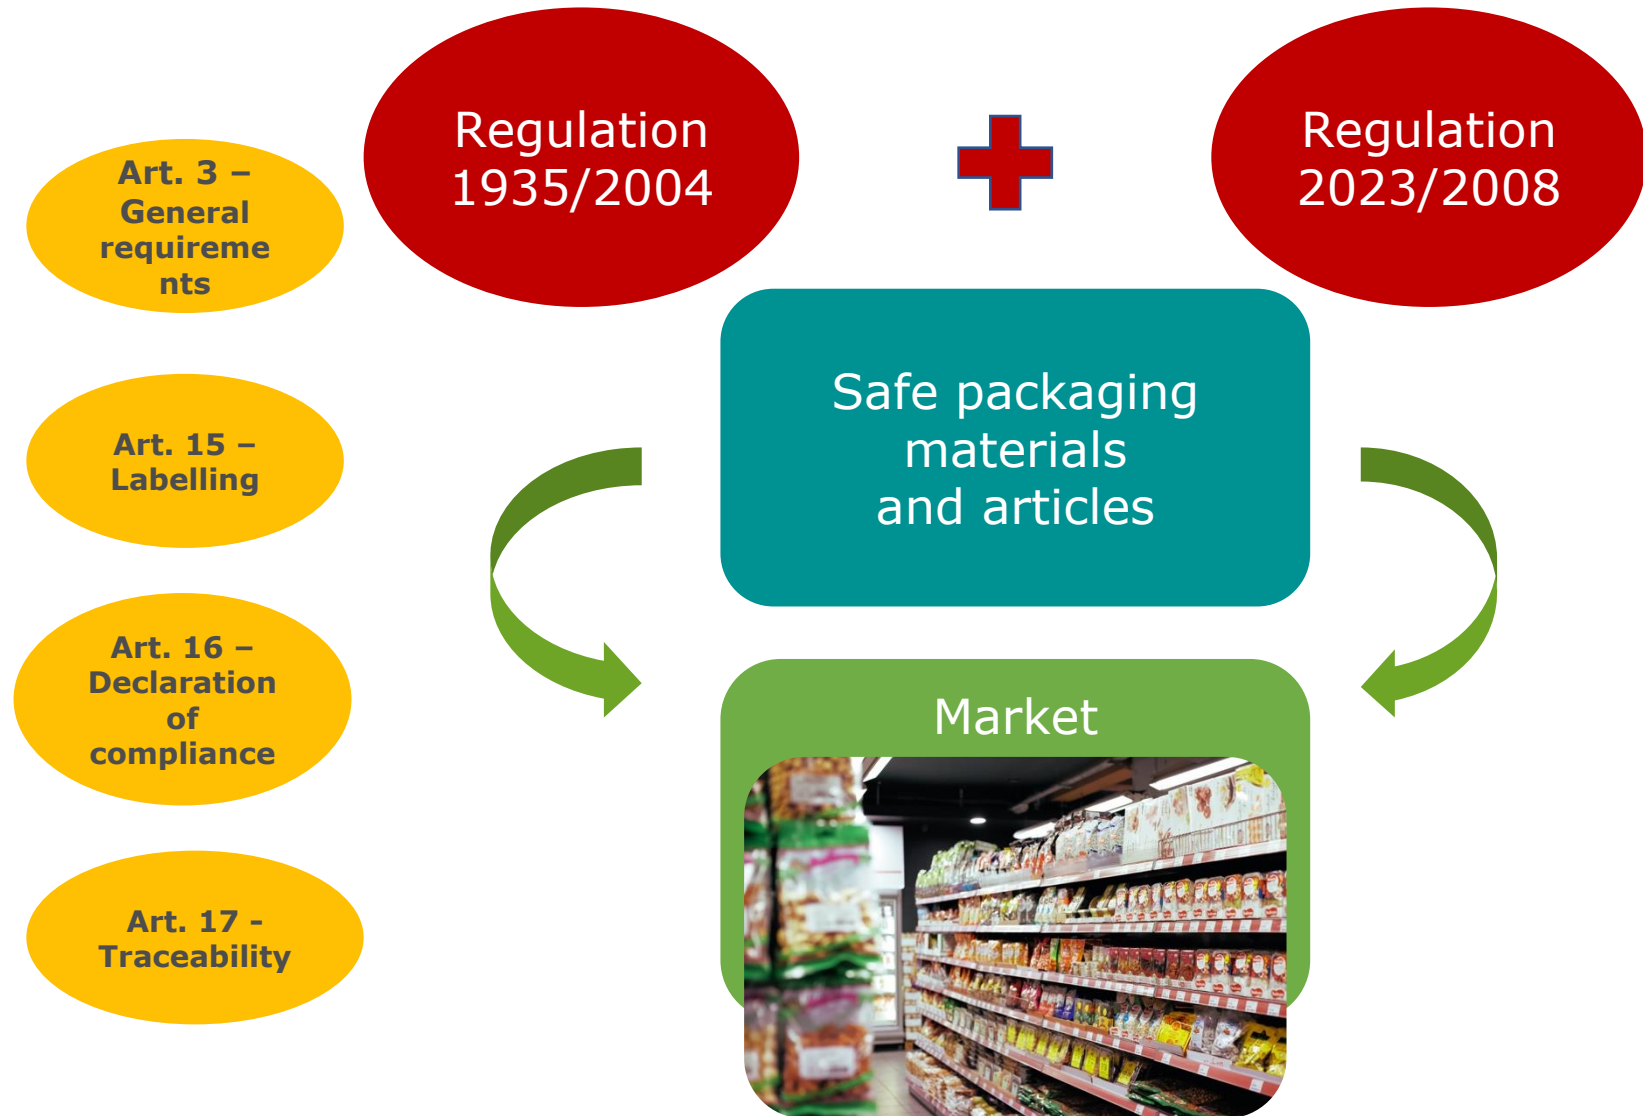 Regulation
1935/2004
Regulation
2023/2008
Art. 3 –
General
requireme
nts
Art. 15 –
Labelling
Art. 16 –
Declaration
of
compliance
Art. 17 -
Traceability
Safe packaging
materials
and articles
Market